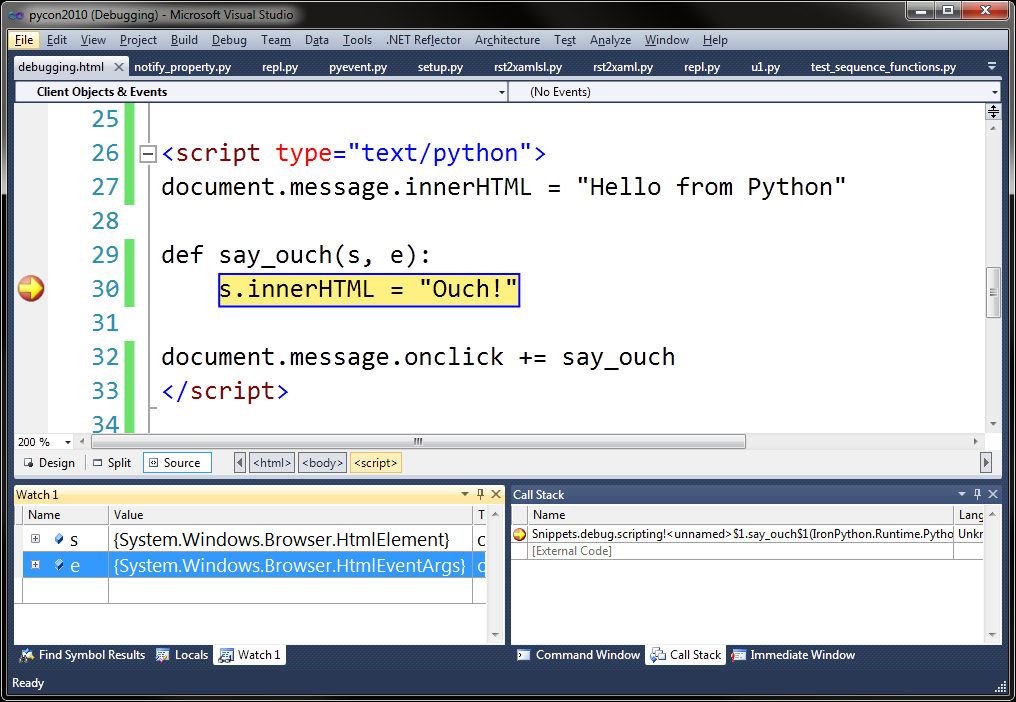 pycon2010 (Debugging) - Microsoft Visual Studio
File Edit View Project Build Debug Team Data Tools .NET Reflector Architecture Test Analyze Window Help
debugging.html notify_property.py repl.py pyevent.py setup.py rst2xamlsl.py rst2xaml.py repl.py u1.py test_sequence_functions.py
Client Objects & Events (No Events)
25
26 <script type="text/python">
27 document.message.innerHTML = "Hello from Python"
28
29 def say_ouch(s, e):
30 s.innerHTML = "Ouch!"
31
32 document.message.onclick += say_ouch
33 </script>
34
200 %
Design Split Source <html> <body> <script>
Watch 1 Call Stack
Name Value T Name Lang
s {System.Windows.Browser.HtmlElement} Snippets.debug.scripting!<unnamed>$1.say_ouch$1(IronPython.Runtime.Pytho Unkr
e {System.Windows.Browser.HtmlEventArgs} [External Code]
Find Symbol Results Locals Watch 1 Command Window Call Stack Immediate Window
Ready